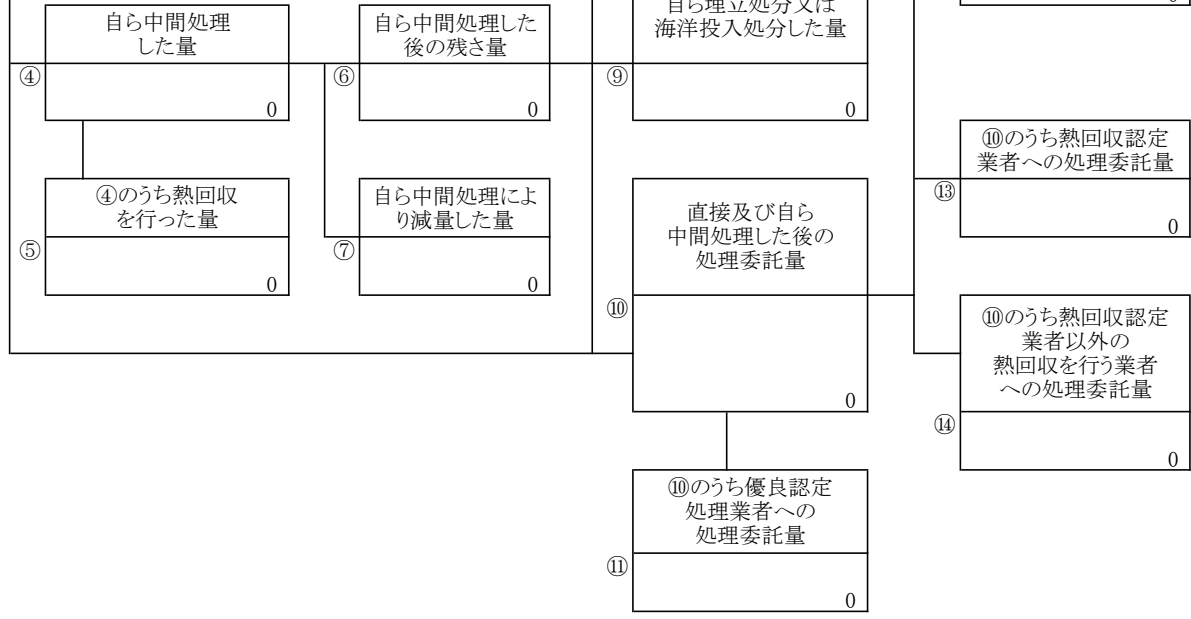 自ら中間処理
した量
④
0
自ら中間処理した
後の残さ量
⑥
0
自ら埋立処分又は
海洋投入処分した量
⑨
0
0
④のうち熱回収
を行った量
⑤
0
自ら中間処理によ
り減量した量
⑦
0
直接及び自ら
中間処理した後の
処理委託量
⑩
0
⑩のうち熱回収認定
業者への処理委託量
⑬
0
⑩のうち熱回収認定
業者以外の
熱回収を行う業者
への処理委託量
⑭
0
⑩のうち優良認定
処理業者への
処理委託量
⑪
0